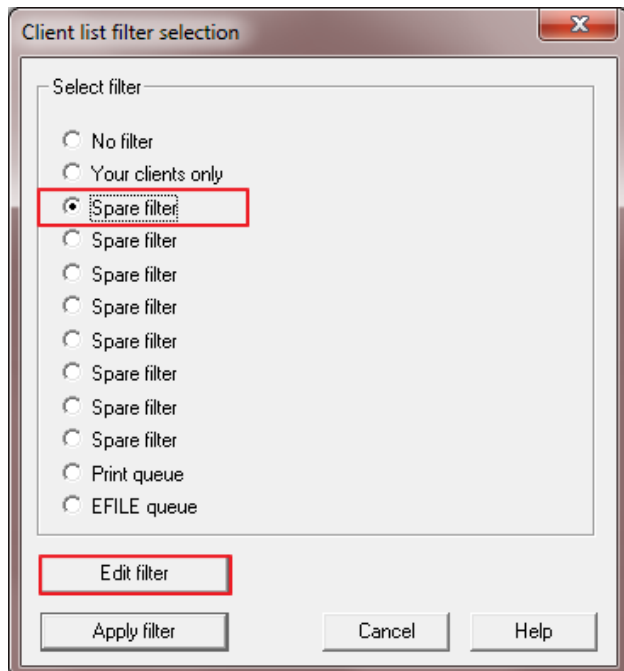 Client list filter selection
Select filter
No filter
Your clients only
Spare filter
Spare filter
Spare filter
Spare filter
Spare filter
Spare filter
Spare filter
Spare filter
Print queue
EFILE queue
Edit filter
Apply filter Cancel Help